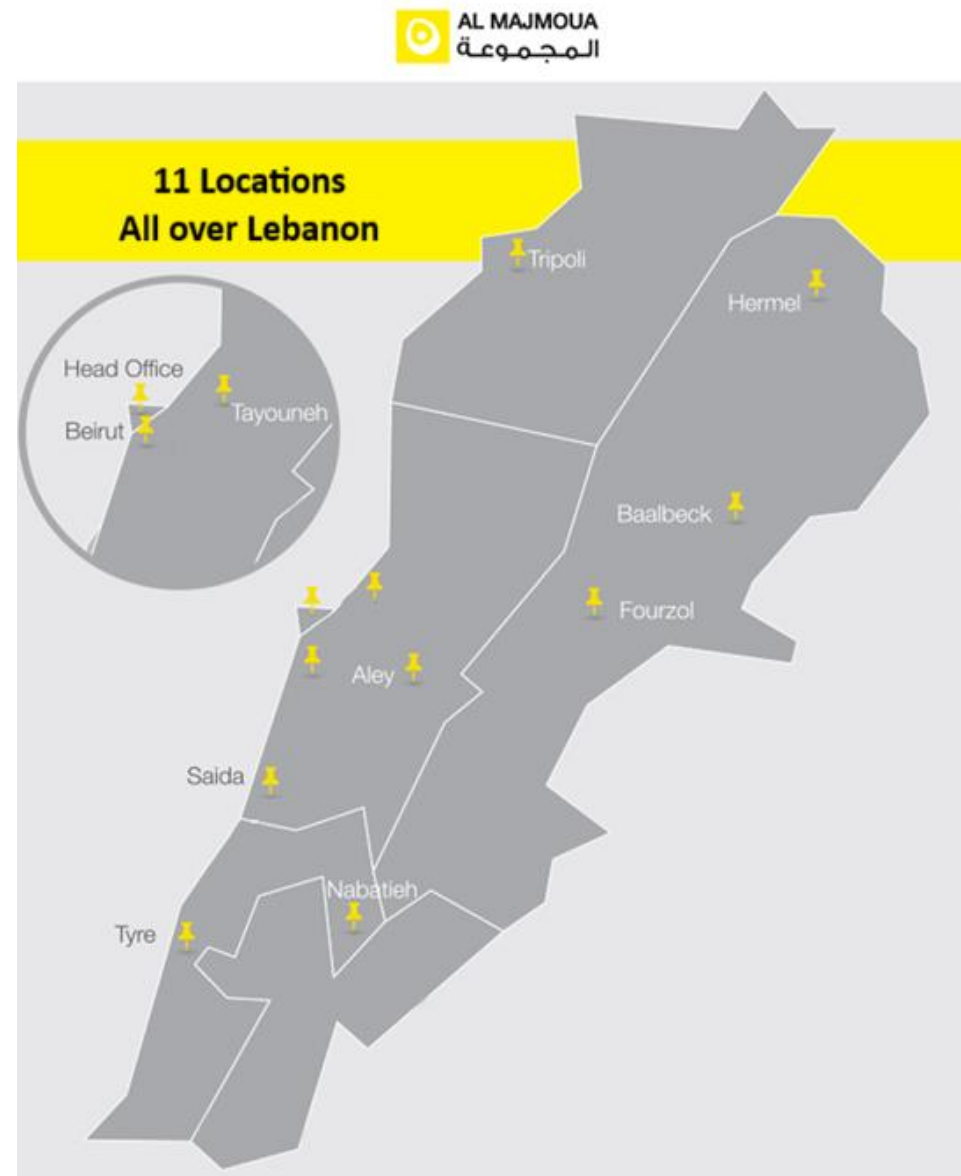 AL MAJMOUA
المجموعة
11 Locations
All over Lebanon
Tripoli
Hermel
Head Office
Tayouneh
Beirut
Baalbeck
Fourzol
Aley
Saida
Nabatieh
Tyre